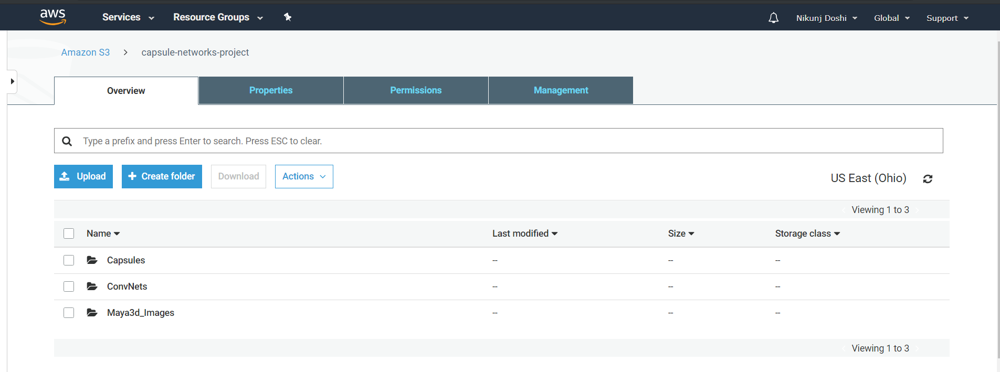 aws Services Resource Groups Nikunj Doshi Global Support
Amazon S3 > capsule-networks-project
Overview Properties Permissions Management
Type a prefix and press Enter to search. Press ESC to clear.
Upload + Create folder Download Actions US East (Ohio)
Viewing 1 to 3
Name Last modified Size Storage class
Capsules -- -- --
ConvNets -- -- --
Maya3d_Images -- -- --
Viewing 1 to 3